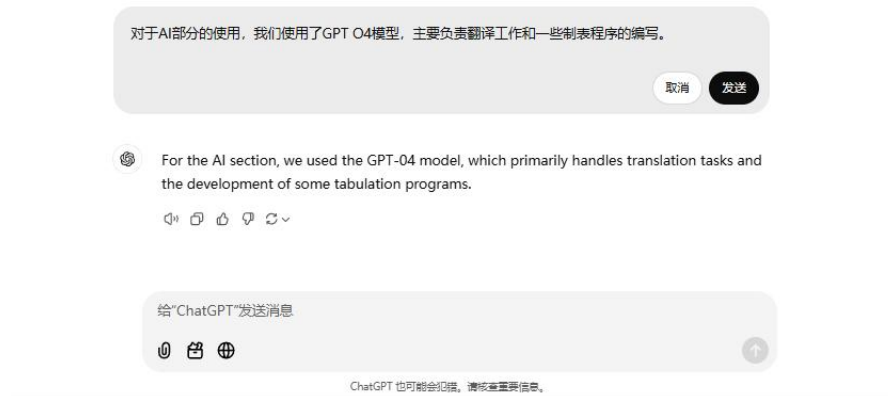 对于AI部分的使用，我们使用了GPT O4模型，主要负责翻译工作和一些制表程序的编写。
取消 发送
For the AI section, we used the GPT-04 model, which primarily handles translation tasks and
the development of some tabulation programs.
给"ChatGPT"发送消息
ChatGPT 也可能会犯错。请核查重要信息。